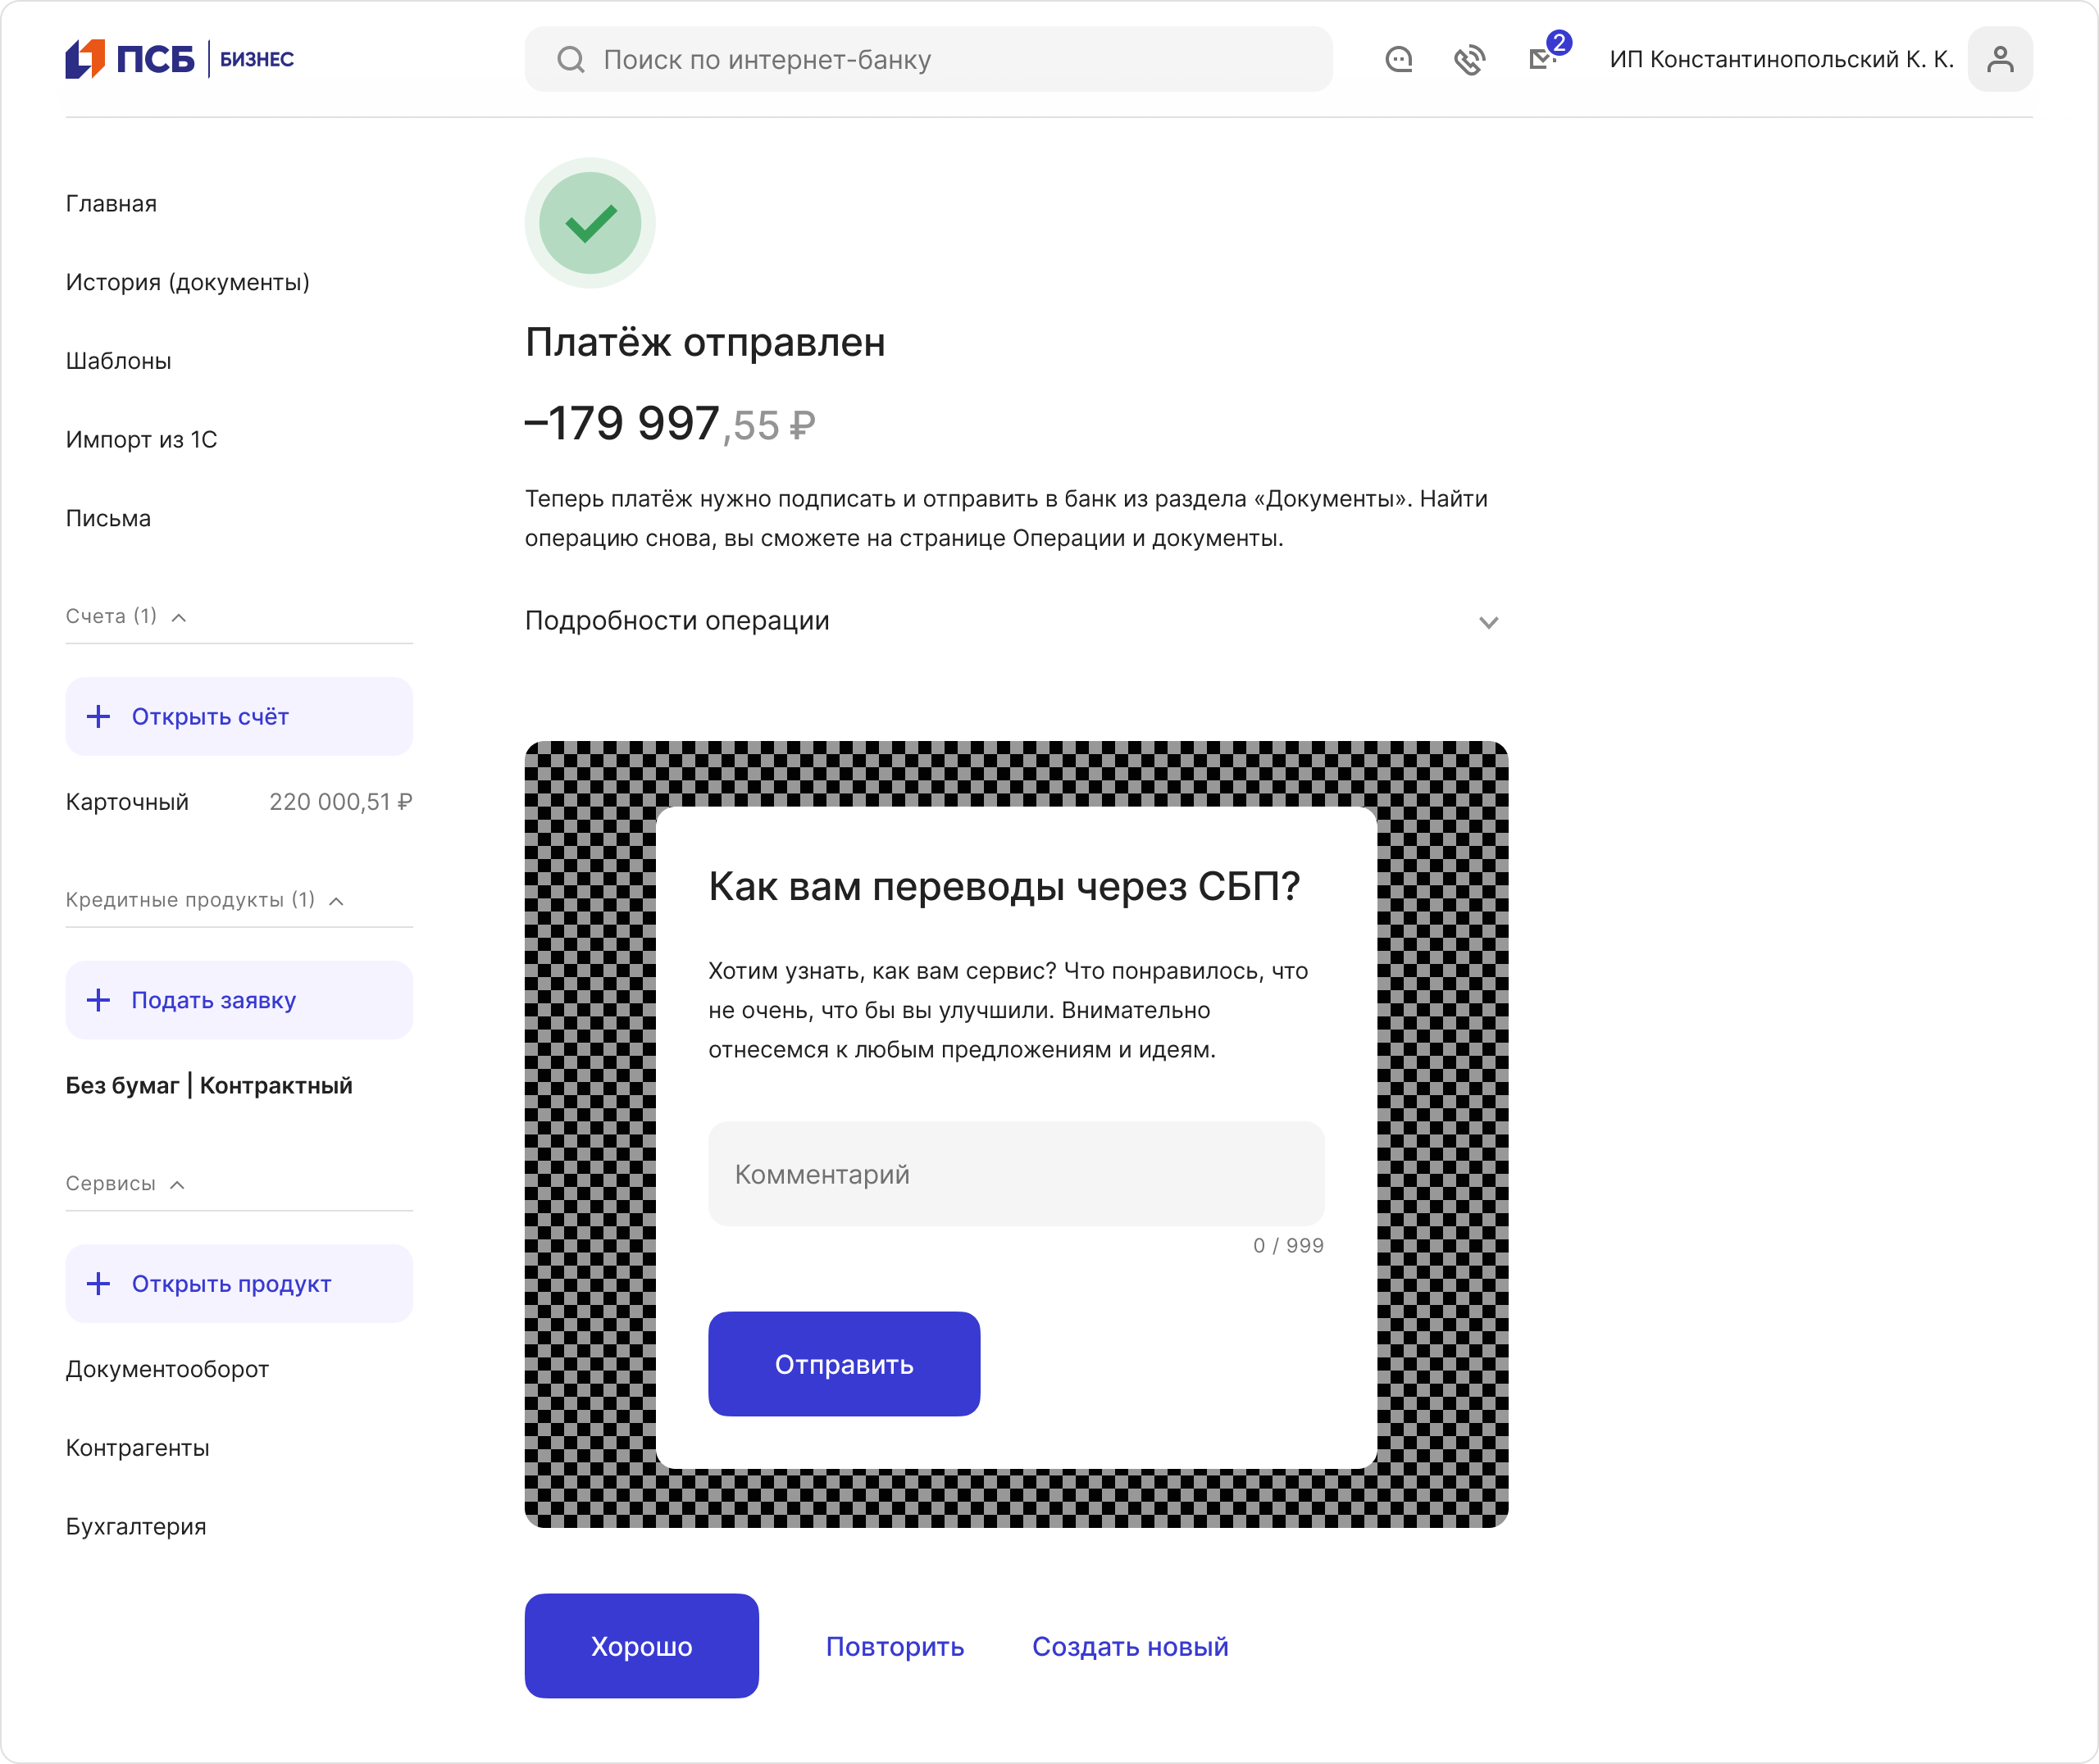 ПСБ БИЗНЕС
Поиск по интернет-банку
2
ИП Константинопольский К. К.
Главная
История (документы)
Шаблоны
Импорт из 1С
Письма
Счета (1)
Открыть счёт
Карточный 220 000,51 ₽
Кредитные продукты (1)
Подать заявку
Без бумаг | Контрактный
Сервисы
Открыть продукт
Документооборот
Контрагенты
Бухгалтерия
Платёж отправлен
–179 997,55 ₽
Теперь платёж нужно подписать и отправить в банк из раздела «Документы». Найти
операцию снова, вы сможете на странице Операции и документы.
Подробности операции
Как вам переводы через СБП?
Хотим узнать, как вам сервис? Что понравилось, что
не очень, что бы вы улучшили. Внимательно
отнесемся к любым предложениям и идеям.
Комментарий
0 / 999
Отправить
Хорошо
Повторить
Создать новый